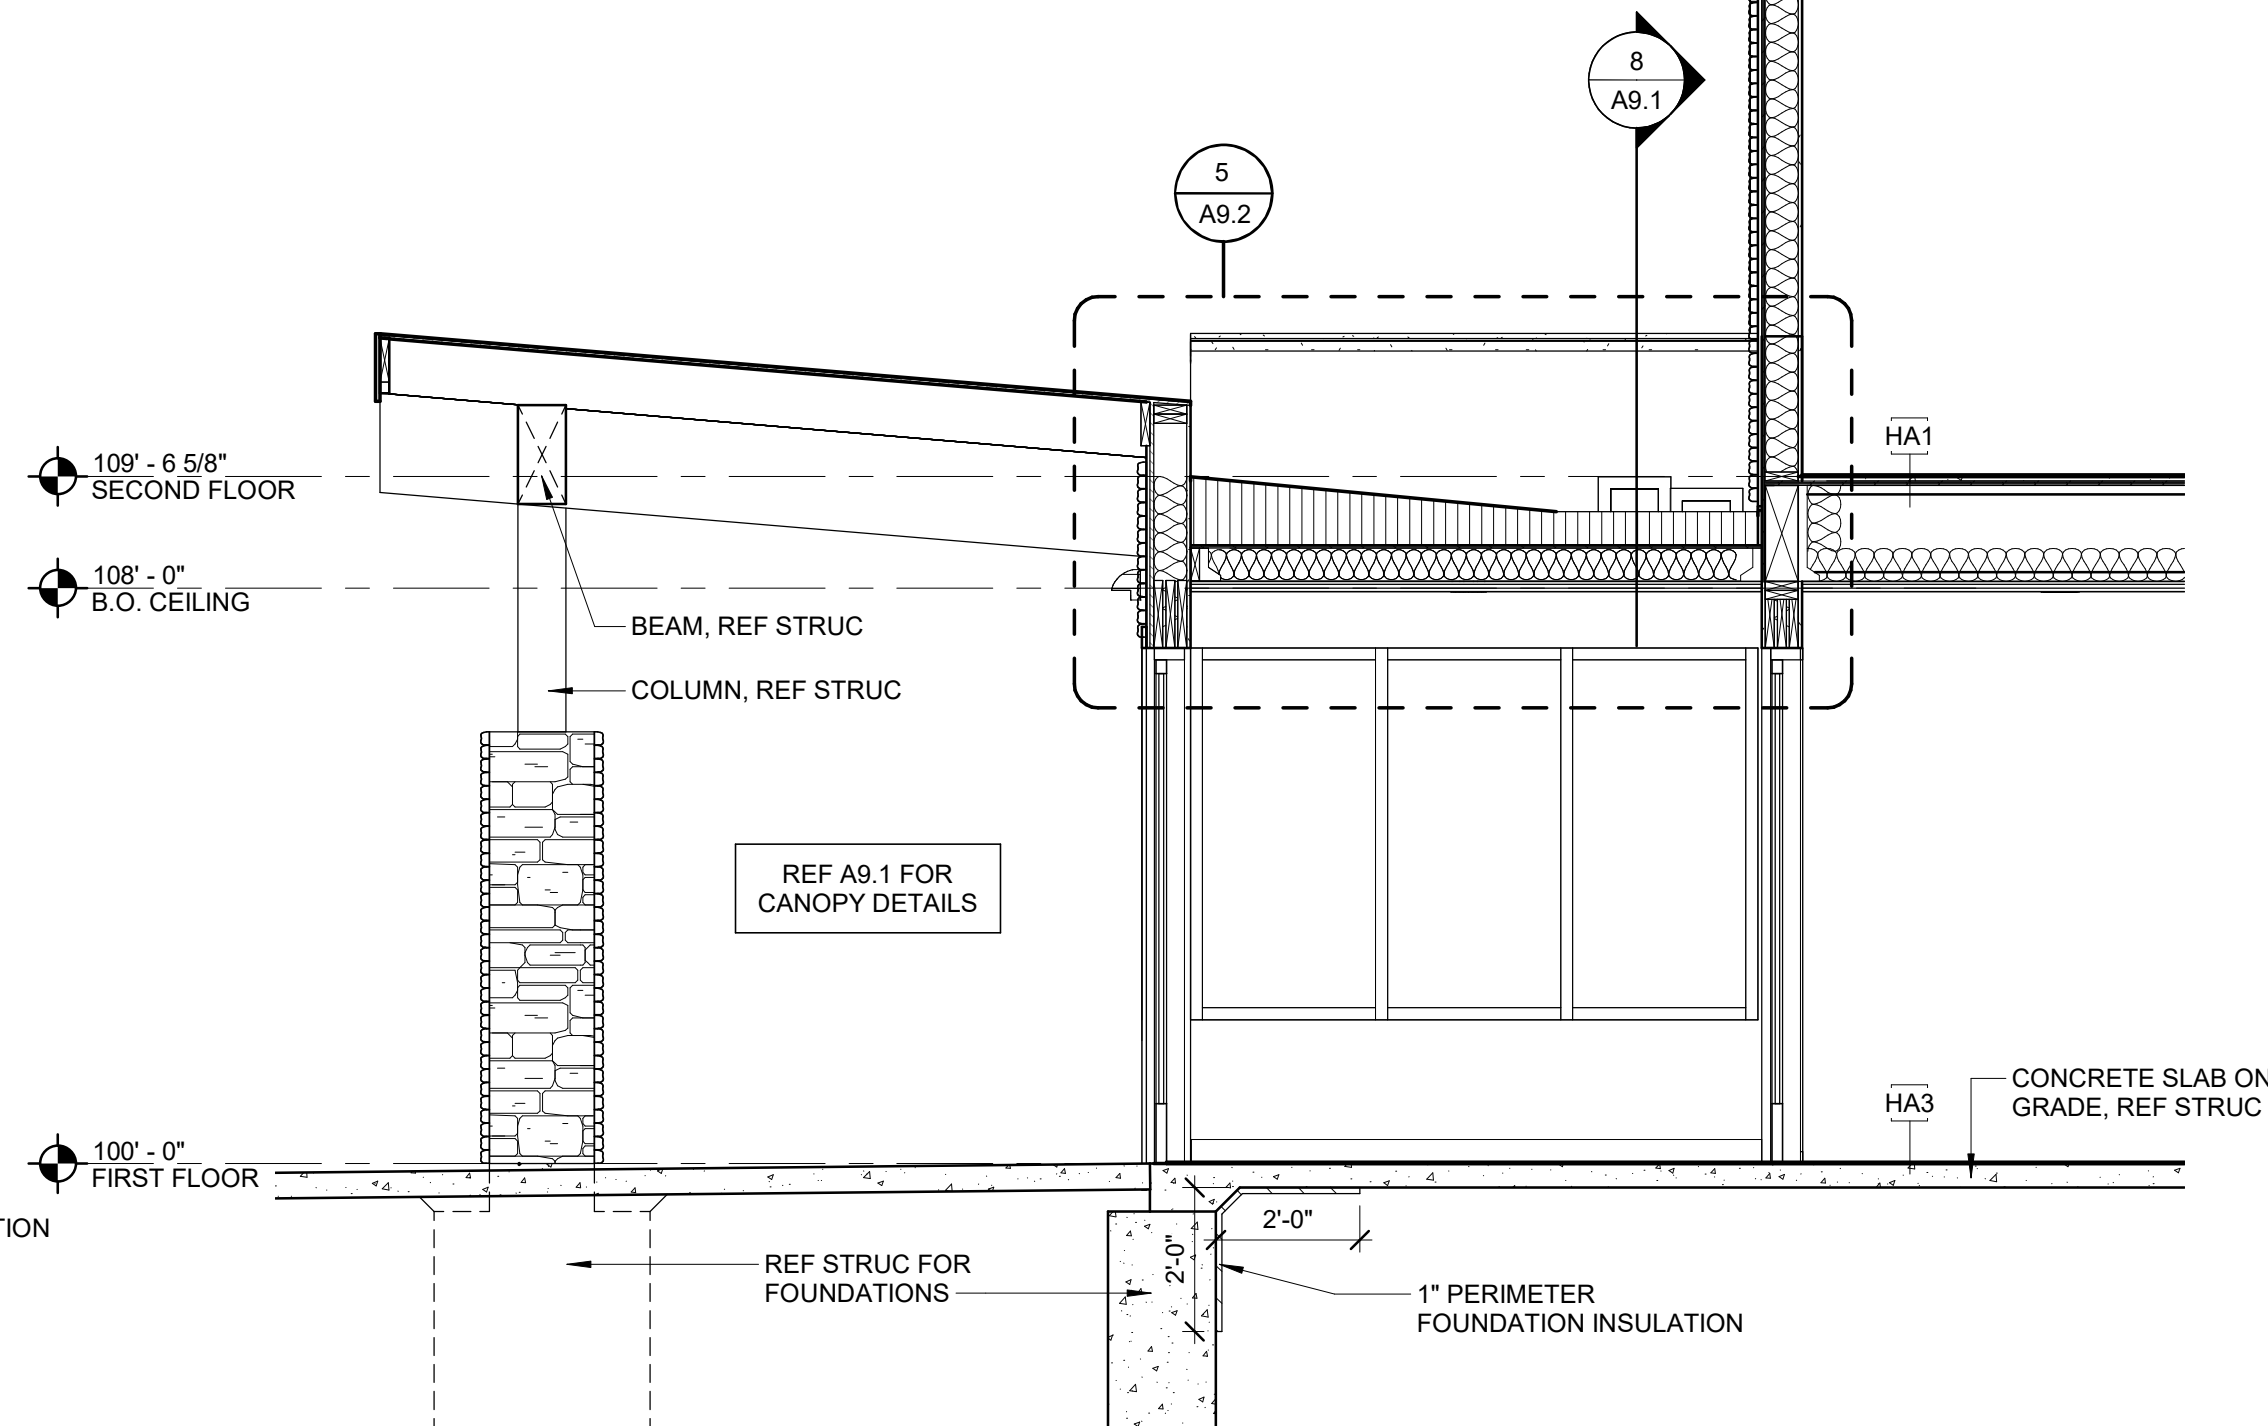 8
A9.1
5
A9.2
HA1
109' - 6 5/8"
SECOND FLOOR
108' - 0"
B.O. CEILING
BEAM, REF STRUC
COLUMN, REF STRUC
REF A9.1 FOR
CANOPY DETAILS
CONCRETE SLAB ON
GRADE, REF STRUC
HA3
100' - 0"
FIRST FLOOR
TION
2'-0"
2'-0"
REF STRUC FOR
FOUNDATIONS
1" PERIMETER
FOUNDATION INSULATION